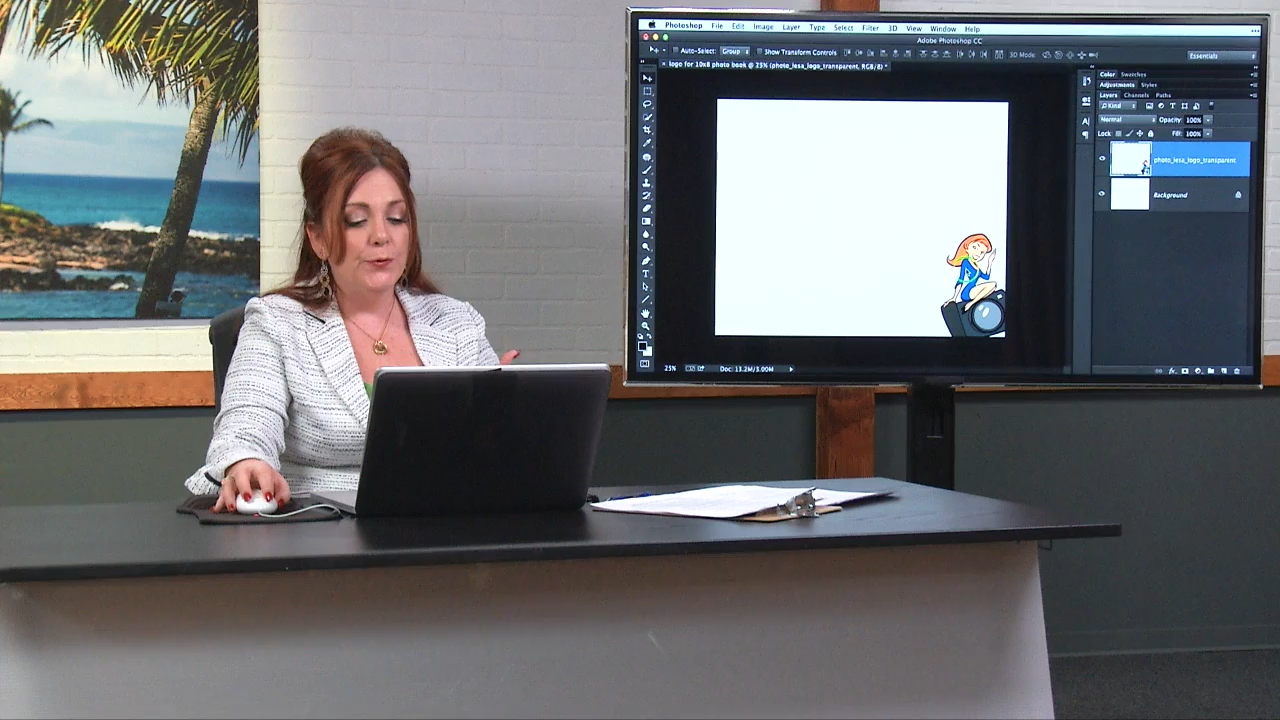 Photoshop File Edit Image Layer Type Select Filter 3D View Window Help
Adobe Photoshop CC
Auto-Select: Group Show Transform Controls 3D Mode: Essentials
× logo for 10x8 photo book @ 25% (photo_lesa_logo_transparent, RGB/8) *
Color Swatches
Adjustments Styles
Layers Channels Paths
Kind
Normal Opacity: 100%
Lock: Fill: 100%
photo_lesa_logo_transparent
Background
25% Doc: 13.2M/3.00M